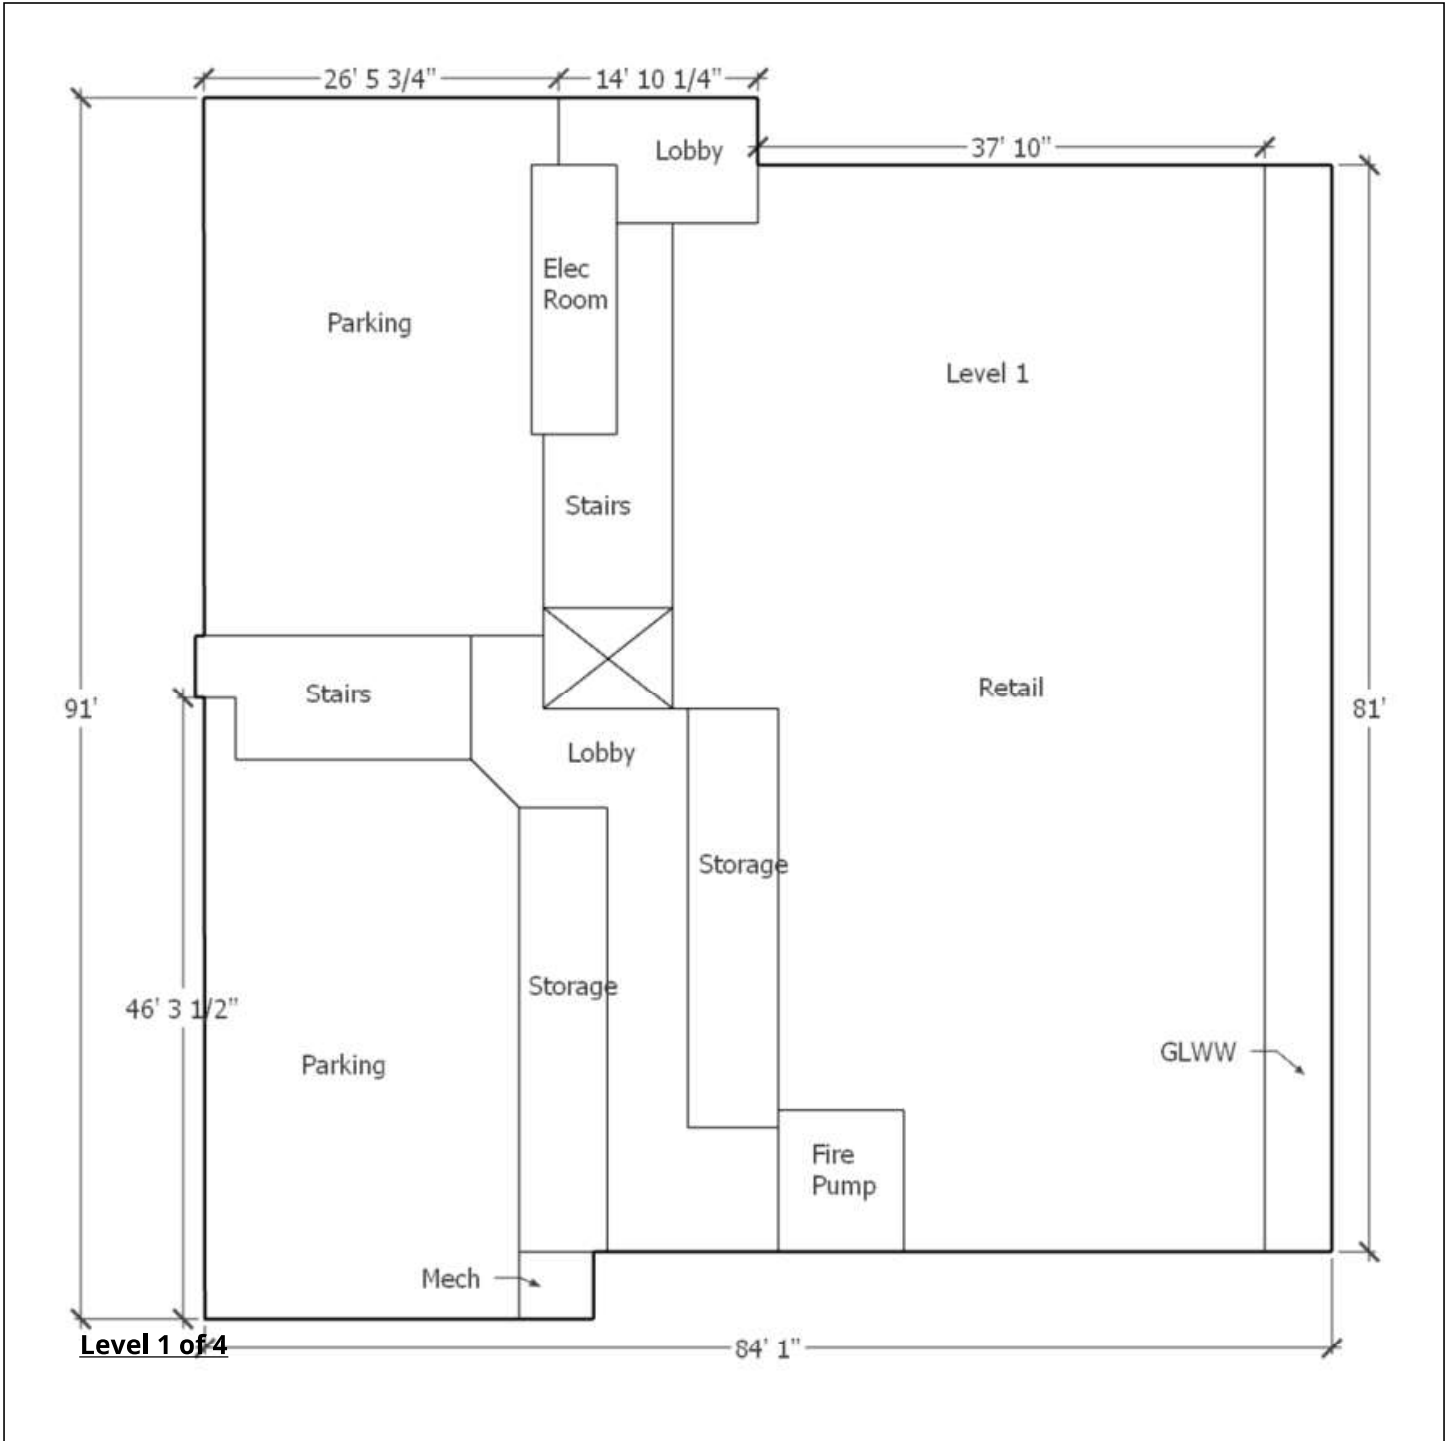 26' 5 3/4"
14' 10 1/4"
Lobby
37' 10"
Elec
Room
Parking
Level 1
Stairs
Stairs
Retail
91'
81'
Lobby
Storage
Storage
46' 3 1/2"
GLWW
Parking
Fire
Pump
Mech
Level 1 of 4
84' 1"